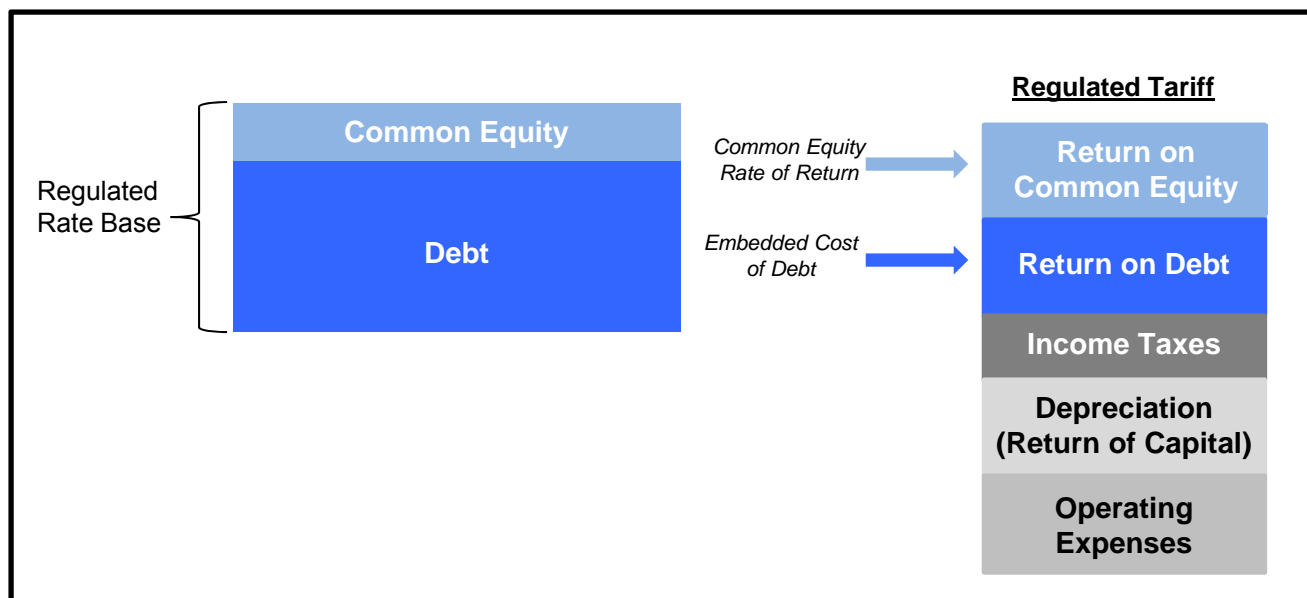 Regulated
Rate Base
Common Equity
Debt
Common Equity
Rate of Return
Embedded Cost
of Debt
Regulated Tariff
Return on
Common Equity
Return on Debt
Income Taxes
Depreciation
(Return of Capital)
Operating
Expenses